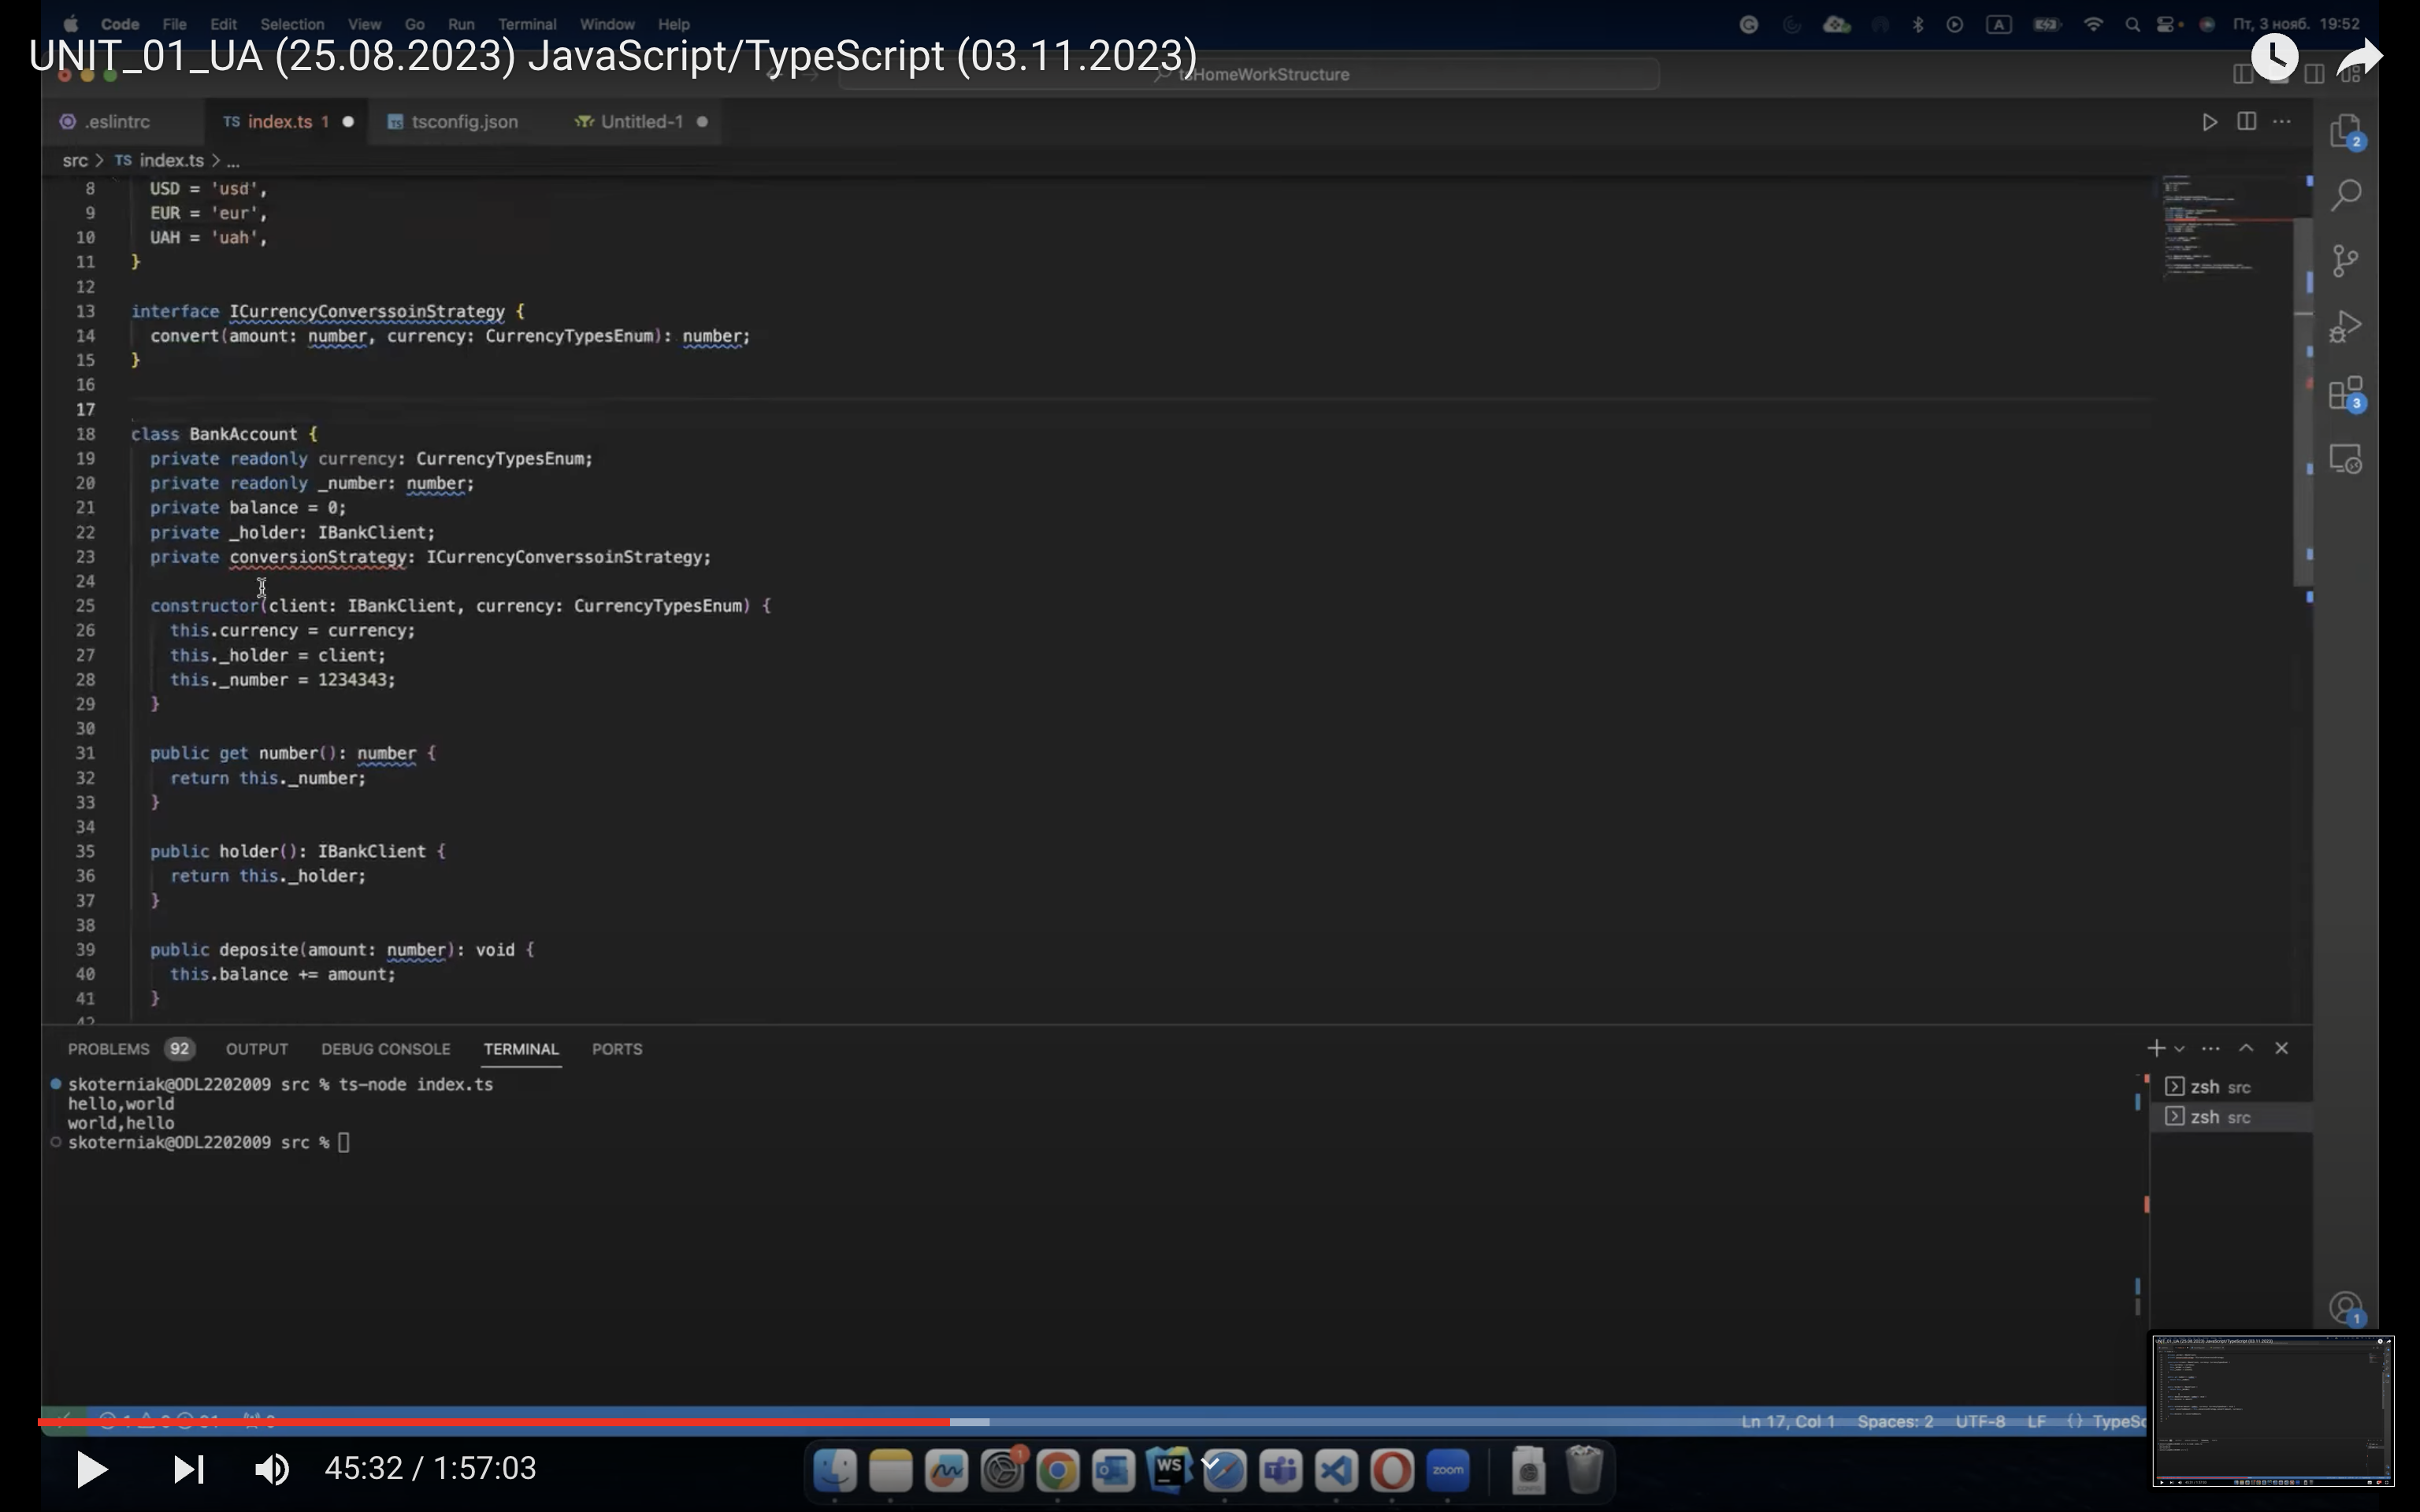 Code File Edit Selection View Go Run Terminal Window Help
A Пт, 3 нояб. 19:52
UNIT_01_UA (25.08.2023) JavaScript/TypeScript (03.11.2023)
tsHomeWorkStructure
.eslintrc TS index.ts 1 tsconfig.json Untitled-1
src > TS index.ts > ...
8 USD = 'usd',
9 EUR = 'eur',
10 UAH = 'uah',
11 }
12
13 interface ICurrencyConverssoinStrategy {
14 convert(amount: number, currency: CurrencyTypesEnum): number;
15 }
16
17
18 class BankAccount {
19 private readonly currency: CurrencyTypesEnum;
20 private readonly _number: number;
21 private balance = 0;
22 private _holder: IBankClient;
23 private conversionStrategy: ICurrencyConverssoinStrategy;
24
25 constructor(client: IBankClient, currency: CurrencyTypesEnum) {
26 this.currency = currency;
27 this._holder = client;
28 this._number = 1234343;
29 }
30
31 public get number(): number {
32 return this._number;
33 }
34
35 public holder(): IBankClient {
36 return this._holder;
37 }
38
39 public deposite(amount: number): void {
40 this.balance += amount;
41 }
42
2
3
1
PROBLEMS 92 OUTPUT DEBUG CONSOLE TERMINAL PORTS
skoterniak@ODL2202009 src % ts-node index.ts
hello,world
world,hello
skoterniak@ODL2202009 src %
zsh src
zsh src
Ln 17, Col 1 Spaces: 2 UTF-8 LF {} TypeSc
45:32 / 1:57:03
1
WS
zoom